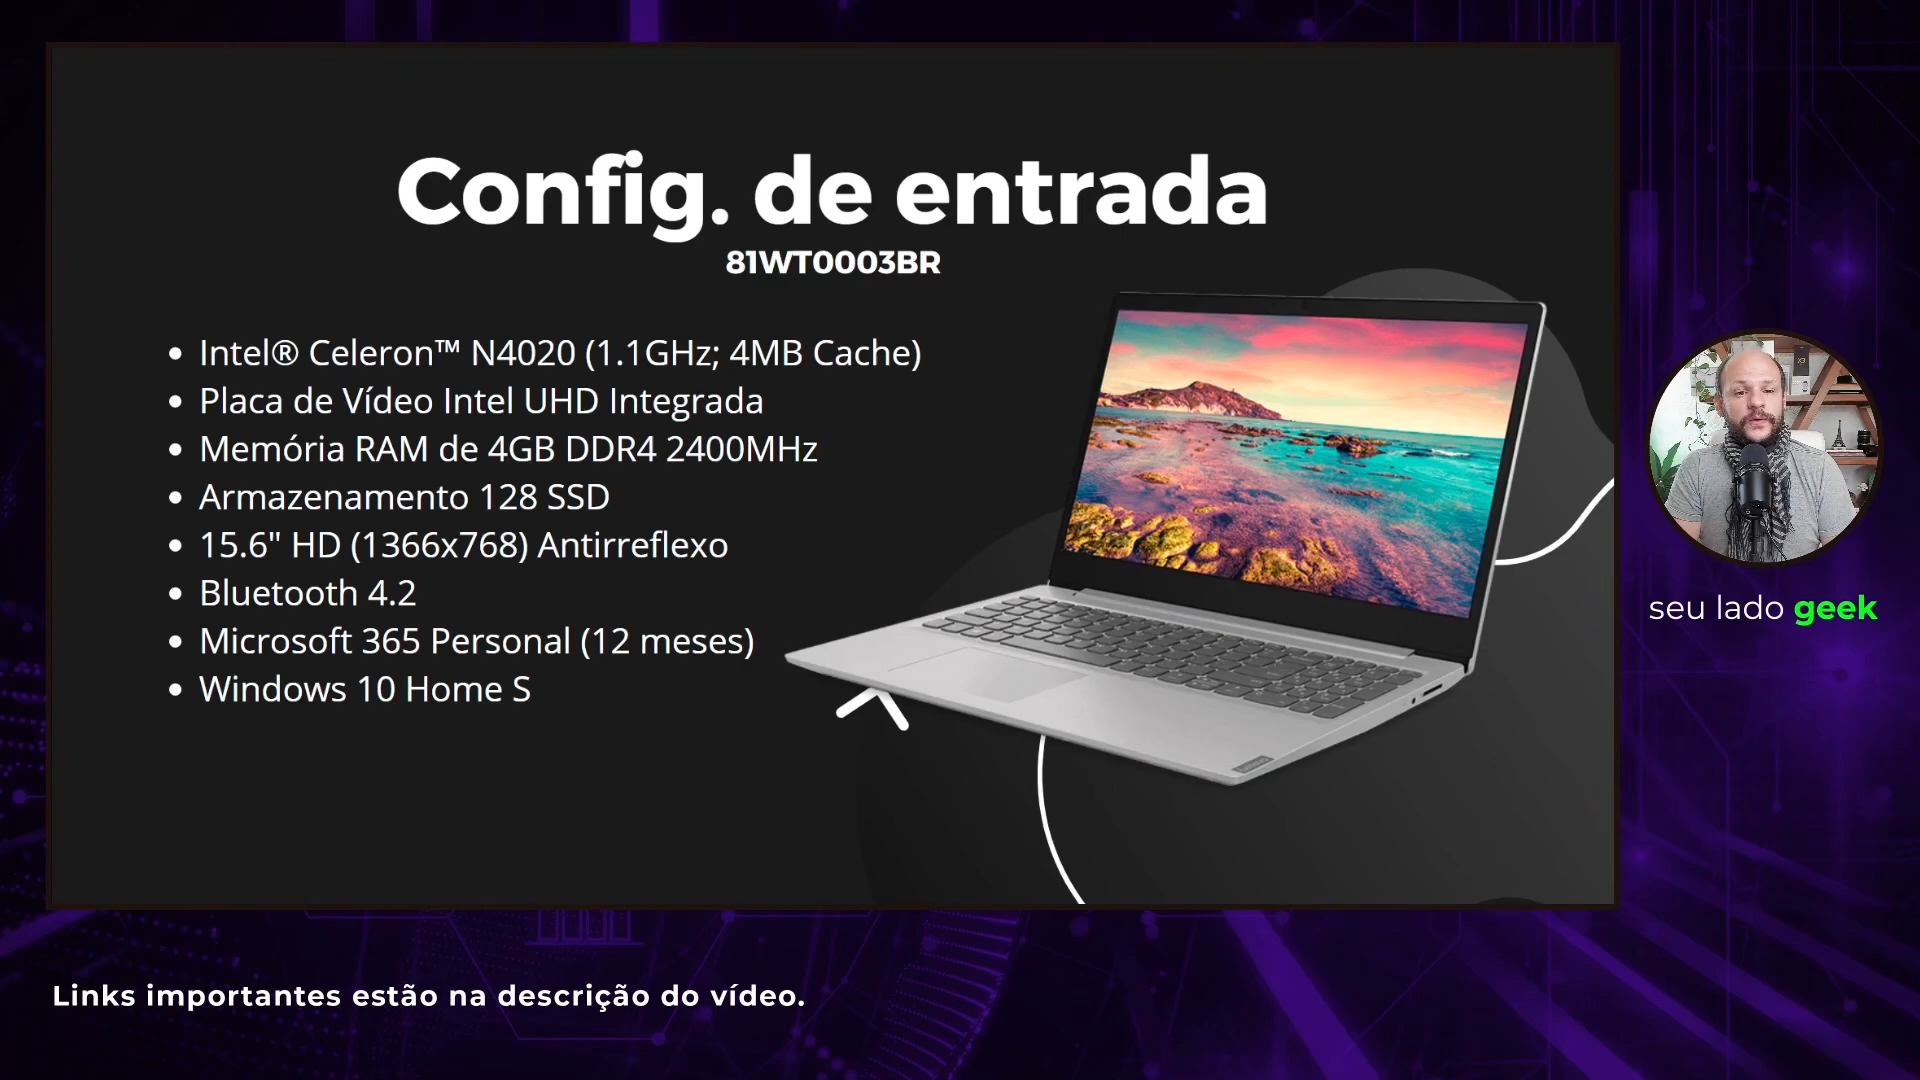 Config. de entrada
81WT0003BR
• Intel® Celeron™ N4020 (1.1GHz; 4MB Cache)
• Placa de Vídeo Intel UHD Integrada
• Memória RAM de 4GB DDR4 2400MHz
• Armazenamento 128 SSD
• 15.6" HD (1366x768) Antirreflexo
• Bluetooth 4.2
• Microsoft 365 Personal (12 meses)
• Windows 10 Home S
seu lado geek
Links importantes estão na descrição do vídeo.